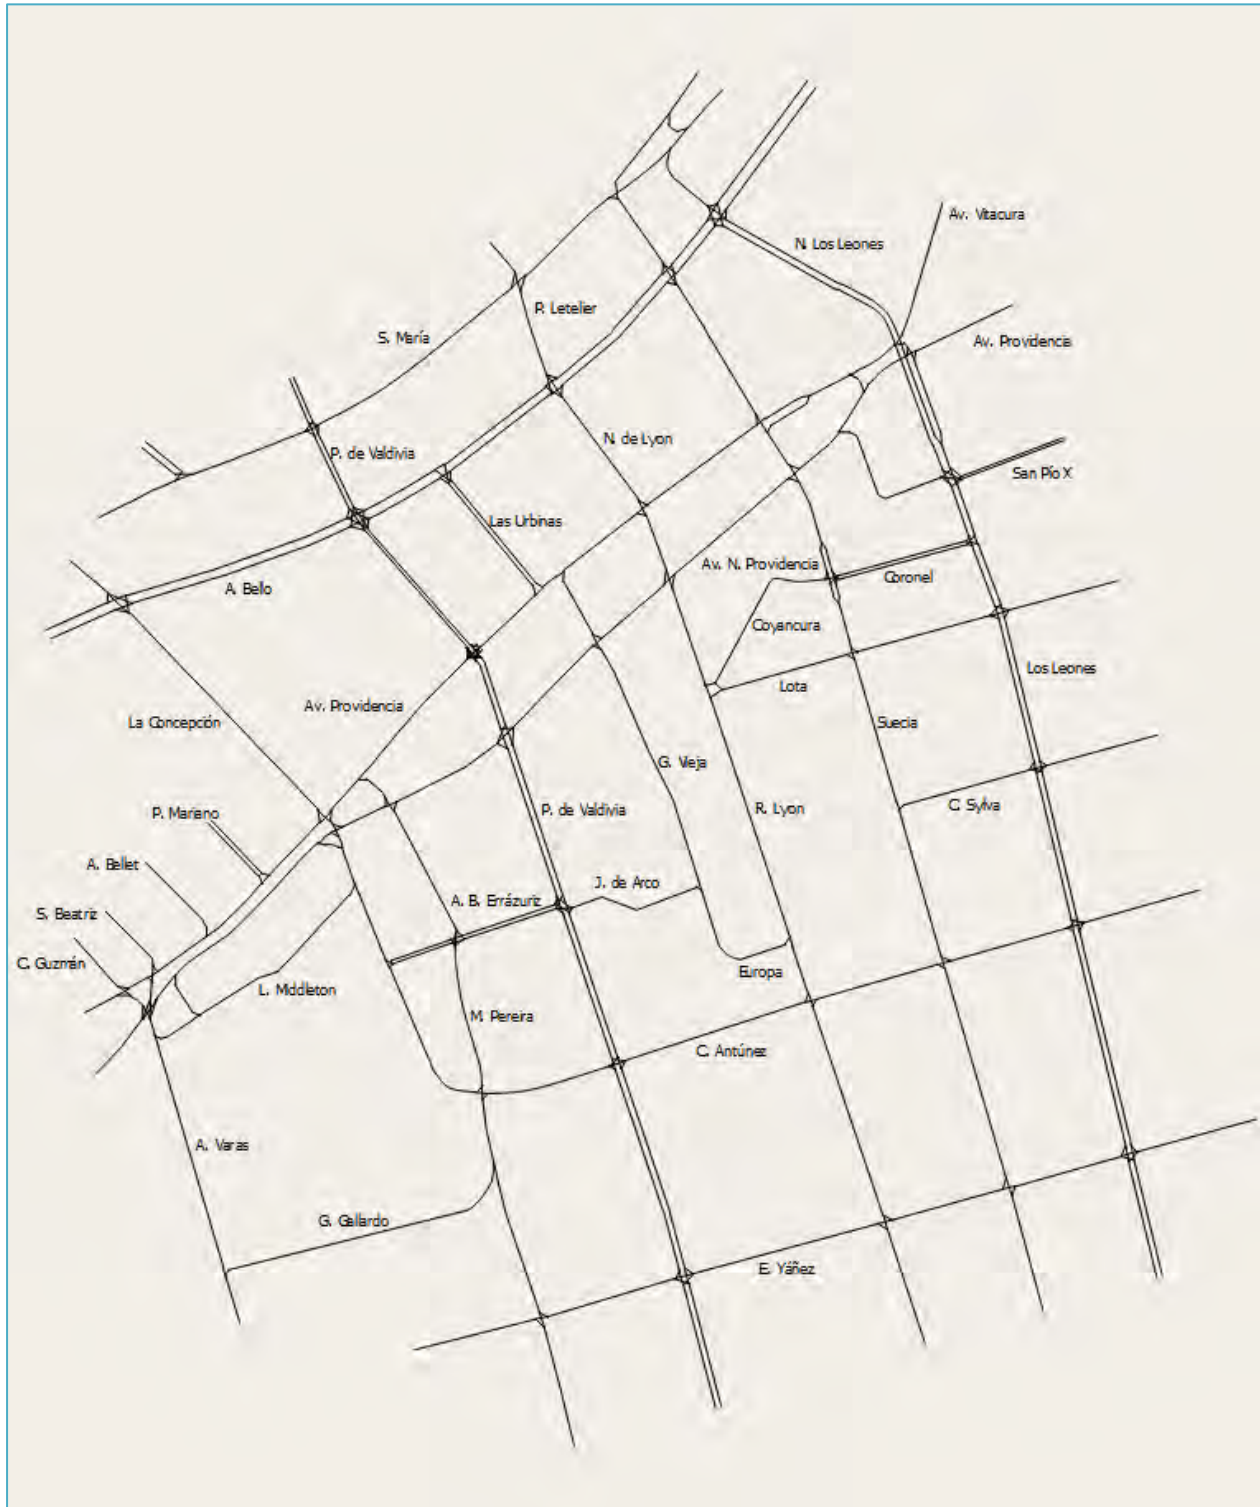 Av. Vitacura
N. Los Leones
P. Letelier
S. María
Av. Providencia
N. de Lyon
P. de Valdivia
San Pío X
Las Urbinas
Av. N. Providencia
Coronel
A. Bello
Coyancura
Los Leones
Lota
Av. Providencia
La Concepción
Suecia
G. Vieja
C. Sylva
R. Lyon
P. de Valdivia
P. Mariano
A. Bellet
J. de Arco
A. B. Errázuriz
S. Beatriz
C. Guzmán
Europa
L. Middleton
M. Pereira
C. Antúnez
A. Varas
G. Gallardo
E. Yáñez